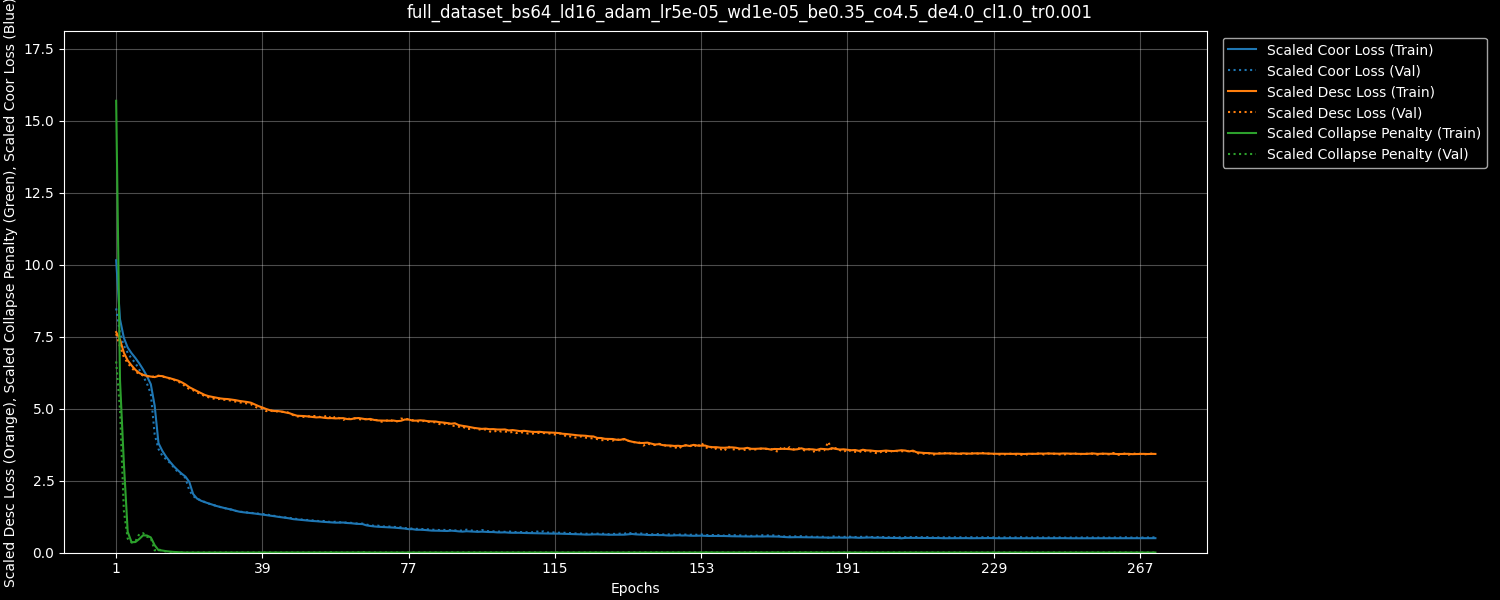 full_dataset_bs64_ld16_adam_lr5e-05_wd1e-05_be0.35_co4.5_de4.0_cl1.0_tr0.001
Scaled Desc Loss (Orange), Scaled Collapse Penalty (Green), Scaled Coor Loss (Blue)
17.5
15.0
12.5
10.0
7.5
5.0
2.5
0.0
1 39 77 115 153 191 229 267
Epochs
Scaled Coor Loss (Train)
Scaled Coor Loss (Val)
Scaled Desc Loss (Train)
Scaled Desc Loss (Val)
Scaled Collapse Penalty (Train)
Scaled Collapse Penalty (Val)